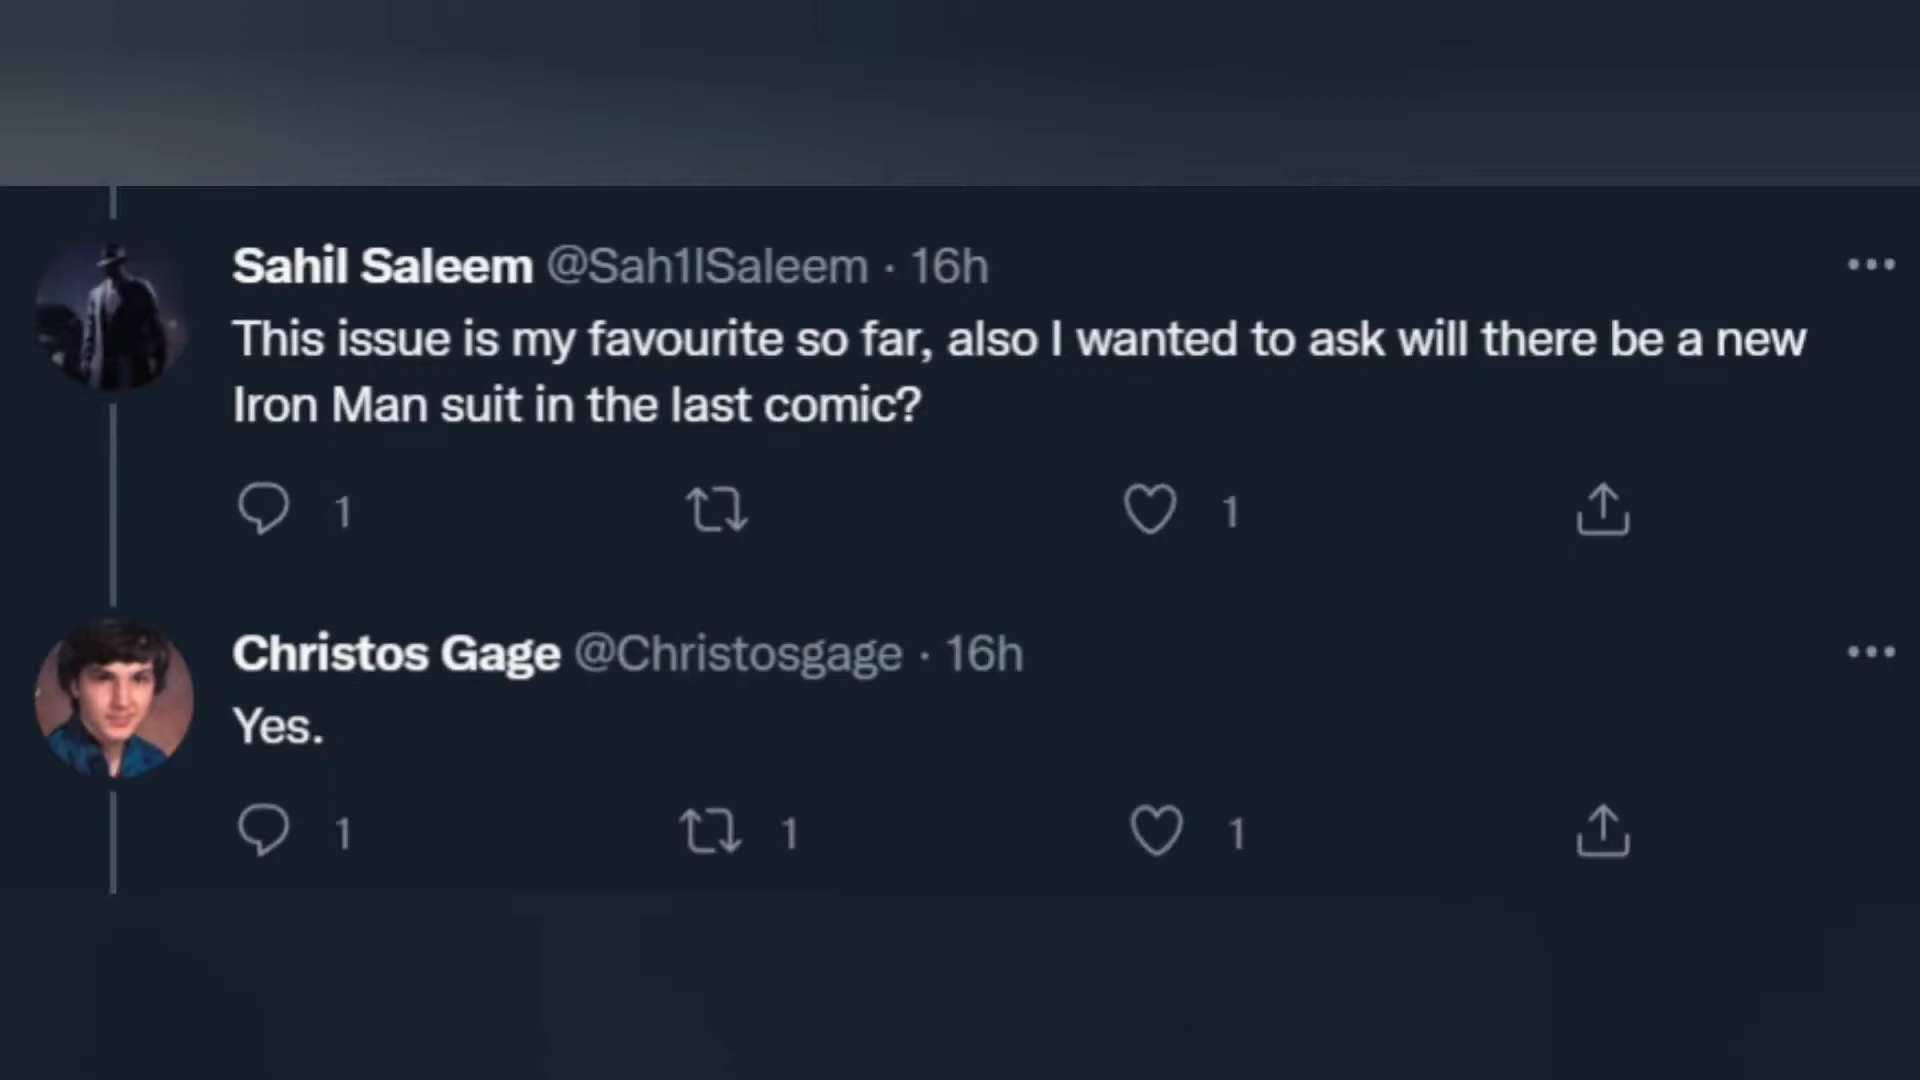 Sahil Saleem @Sah1lSaleem · 16h
This issue is my favourite so far, also I wanted to ask will there be a new
Iron Man suit in the last comic?
1 1
Christos Gage @Christosgage · 16h
Yes.
1 1 1